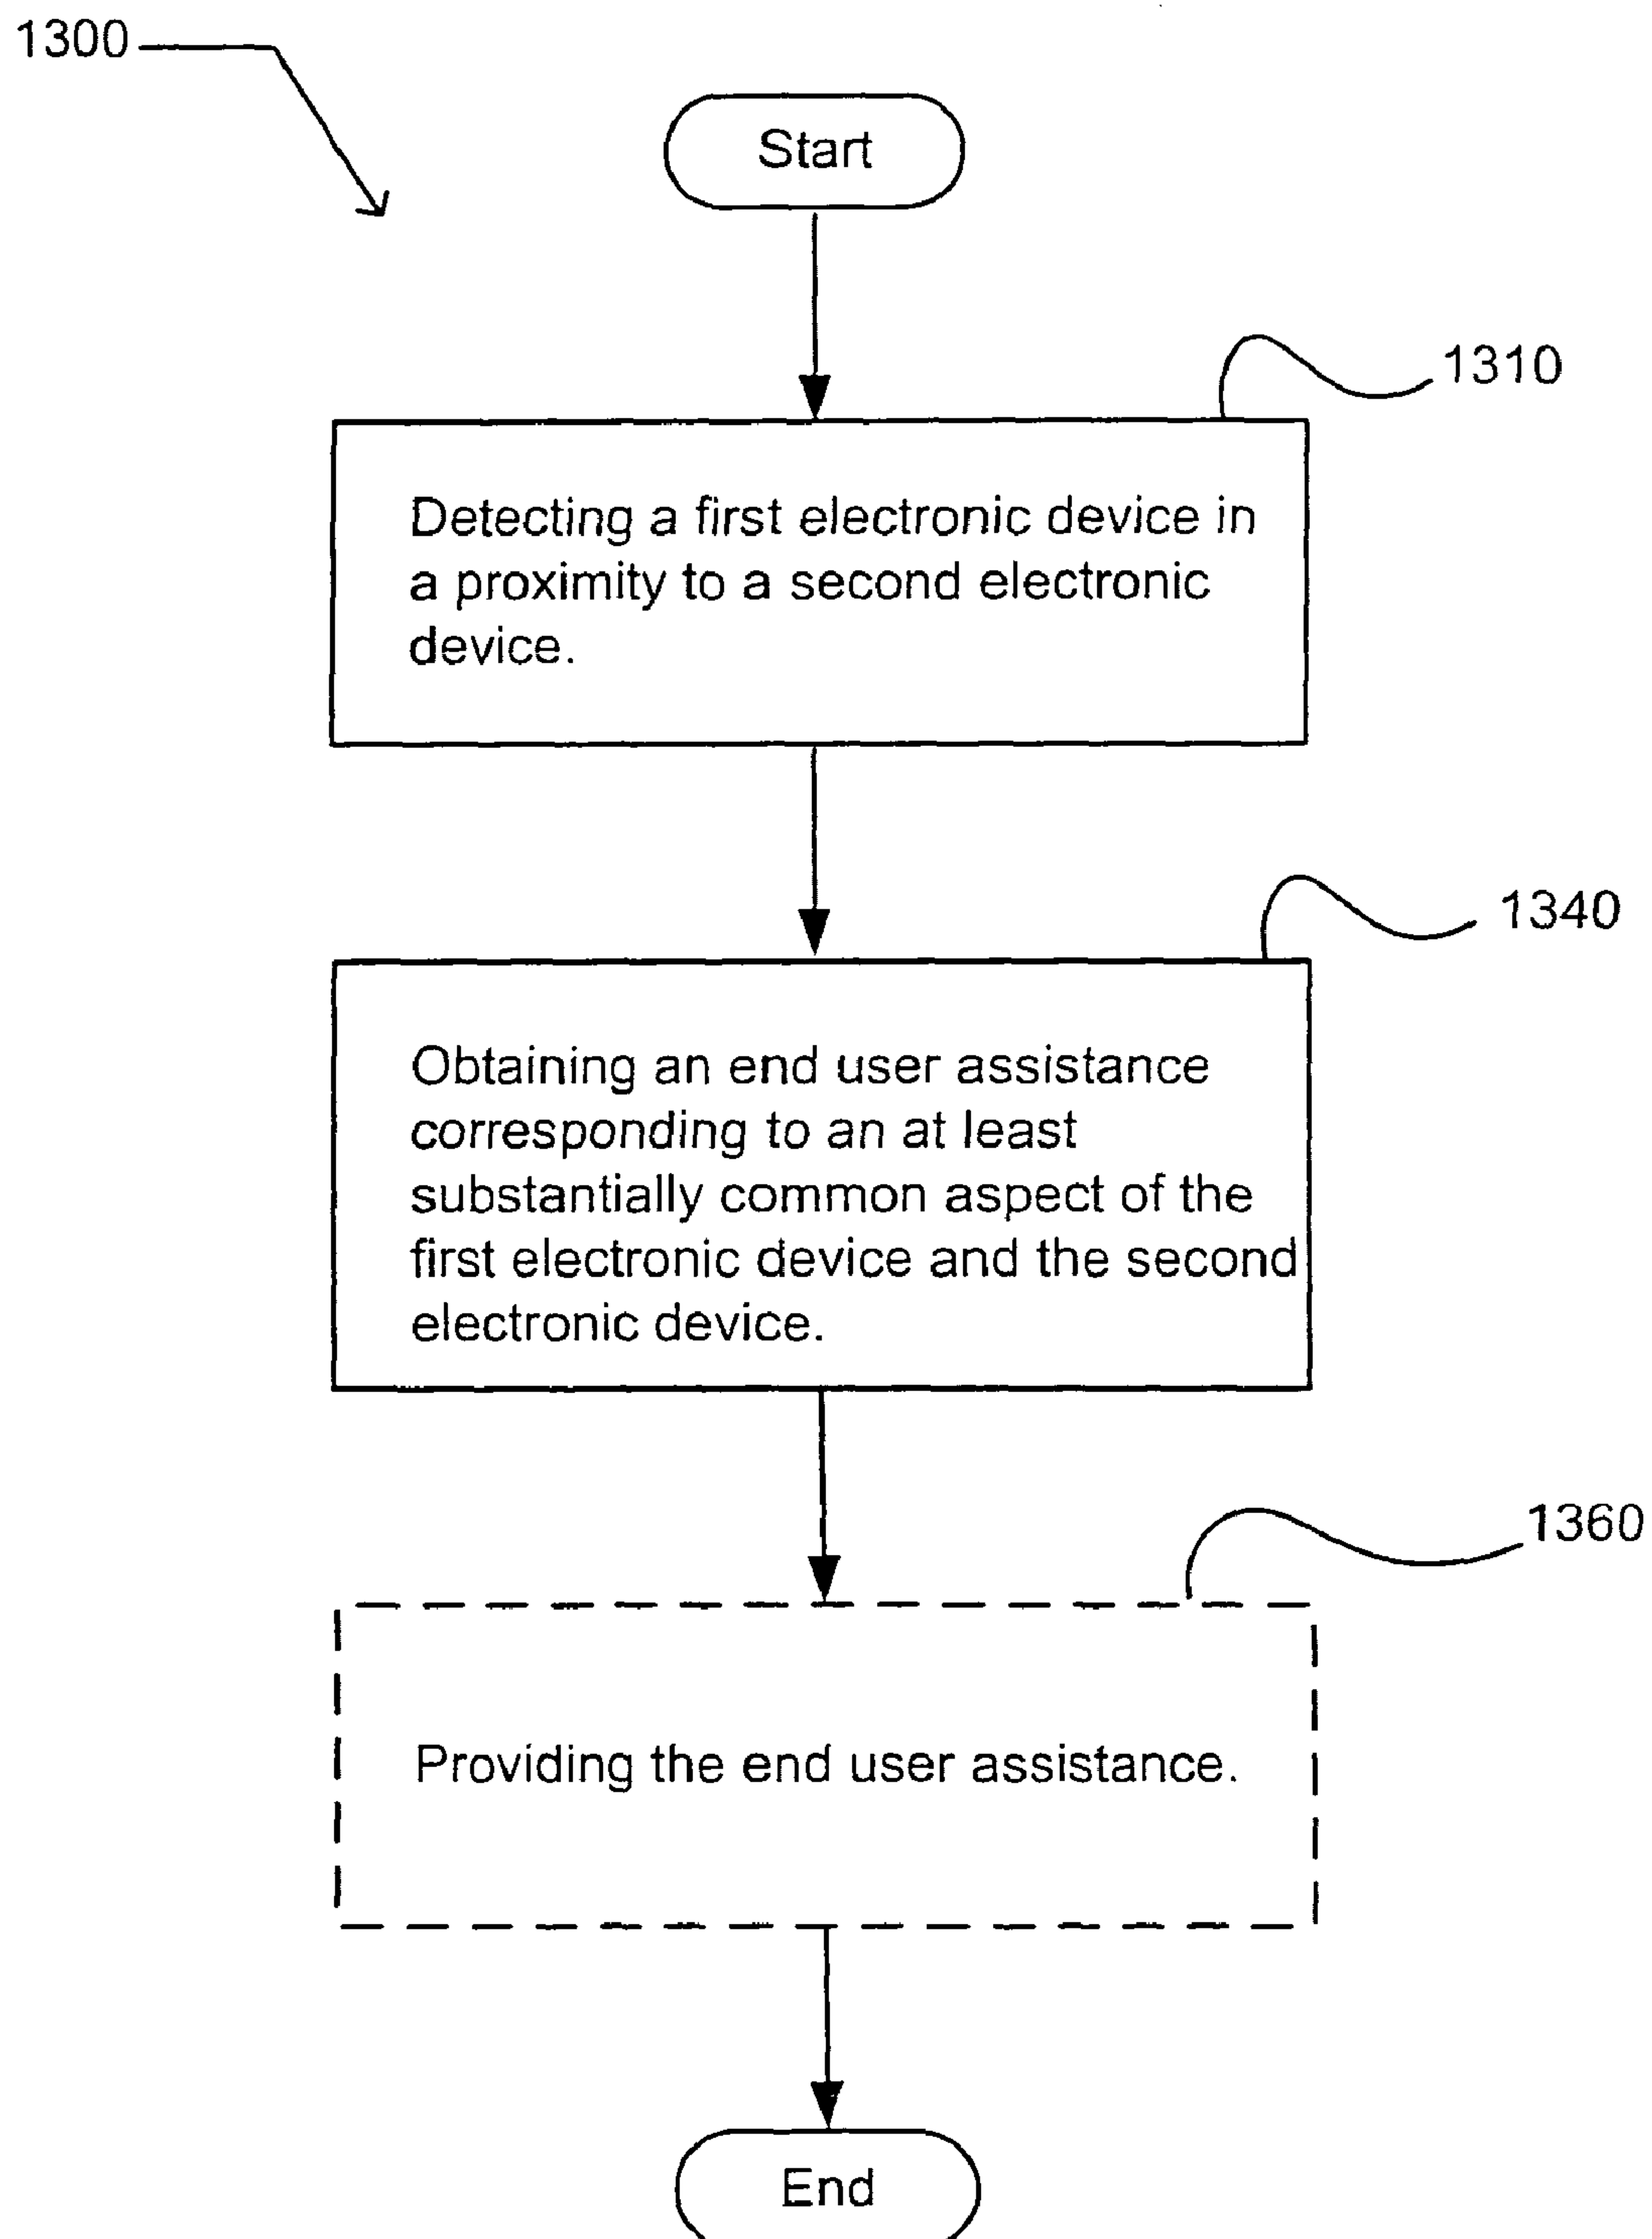 1300
Start
1310
Detecting a first electronic device in
a proximity to a second electronic
device.
1340
Obtaining an end user assistance
corresponding to an at least
substantially common aspect of the
first electronic device and the second
electronic device.
1360
Providing the end user assistance.
End